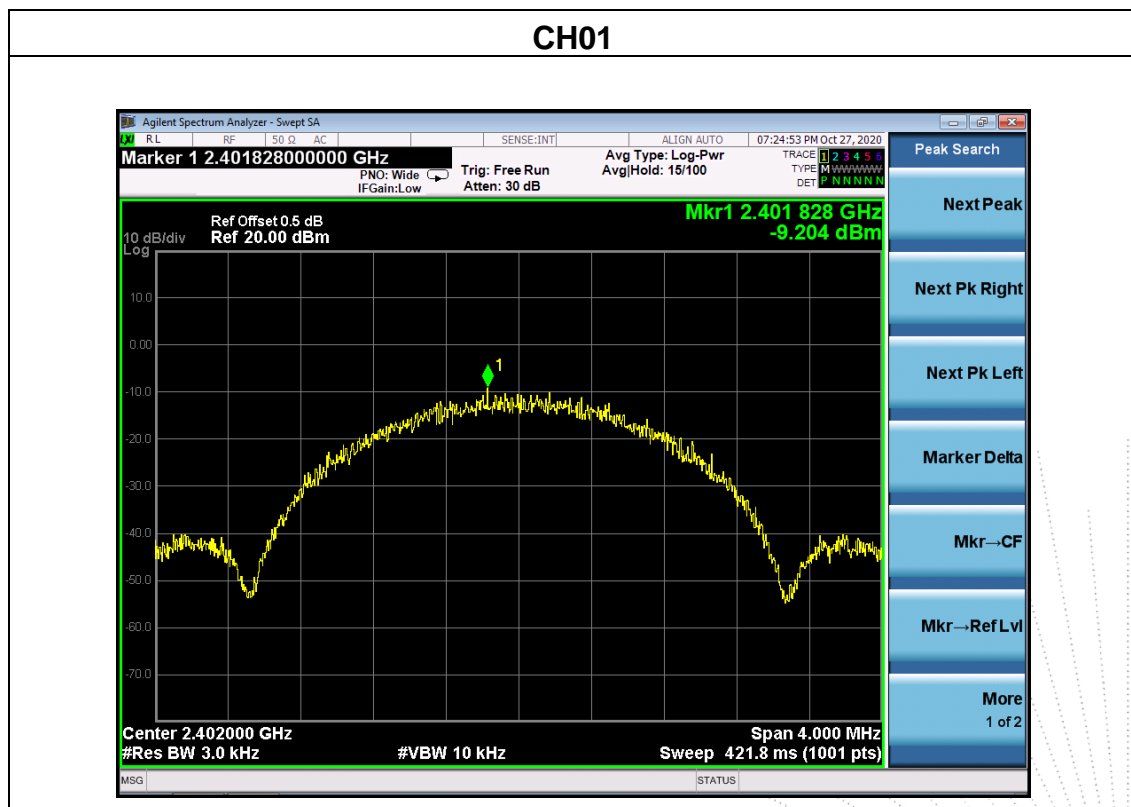 CH01
Agilent Spectrum Analyzer - Swept SA
LXI RL RF 50 Ω AC SENSE:INT ALIGN AUTO 07:24:53 PM Oct 27, 2020
Marker 1 2.401828000000 GHz
PNO: Wide
IFGain:Low
Trig: Free Run
Atten: 30 dB
Avg Type: Log-Pwr
Avg|Hold: 15/100
TRACE 1 2 3 4 5 6
TYPE M WWWWW
DET P N N N N N
Peak Search
Ref Offset 0.5 dB
10 dB/div Ref 20.00 dBm
Log
Mkr1 2.401 828 GHz
-9.204 dBm
10.0
0.00
-10.0
-20.0
-30.0
-40.0
-50.0
-60.0
-70.0
1
Center 2.402000 GHz Span 4.000 MHz
#Res BW 3.0 kHz #VBW 10 kHz Sweep 421.8 ms (1001 pts)
Next Peak
Next Pk Right
Next Pk Left
Marker Delta
Mkr→CF
Mkr→Ref Lvl
More
1 of 2
MSG STATUS